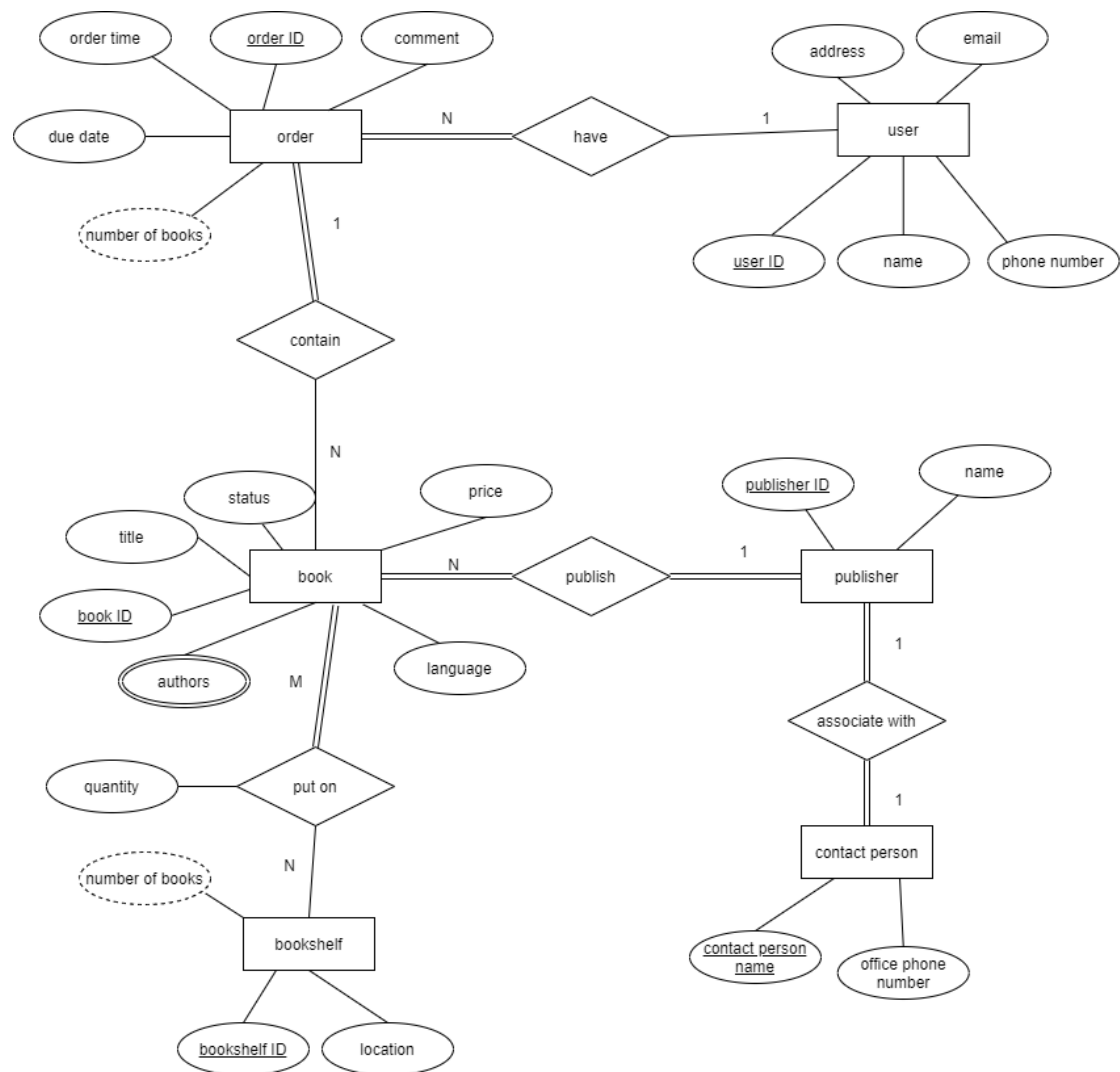 order time
order ID
comment
address
email
due date
order
N
have
1
user
number of books
1
user ID
name
phone number
contain
N
status
price
publisher ID
name
title
book
N
publish
1
publisher
book ID
authors
language
M
1
associate with
quantity
put on
1
N
number of books
contact person
bookshelf
contact person
name
office phone
number
bookshelf ID
location